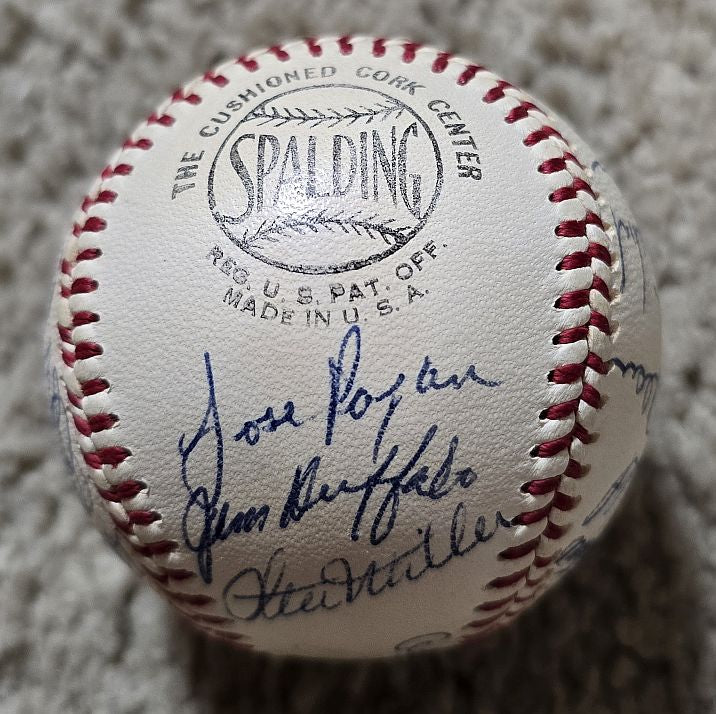 THE CUSHIONED CORK CENTER
SPALDING
REG. U. S. PAT. OFF.
MADE IN U. S. A.
Jose Pagan
Jim Duffalo
Stu Miller